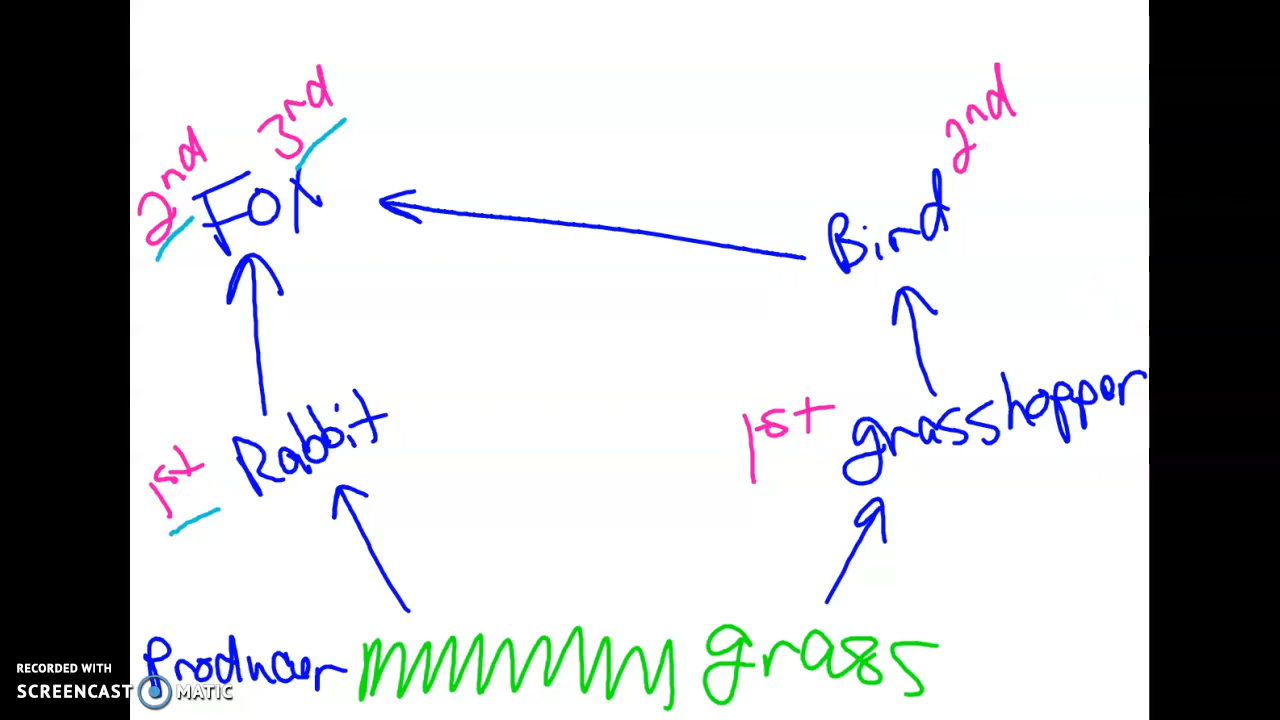 3rd
2nd
2nd
Fox
Bird
1st
Rabbit
1st
grasshopper
Producer
grass
RECORDED WITH
SCREENCAST MATIC